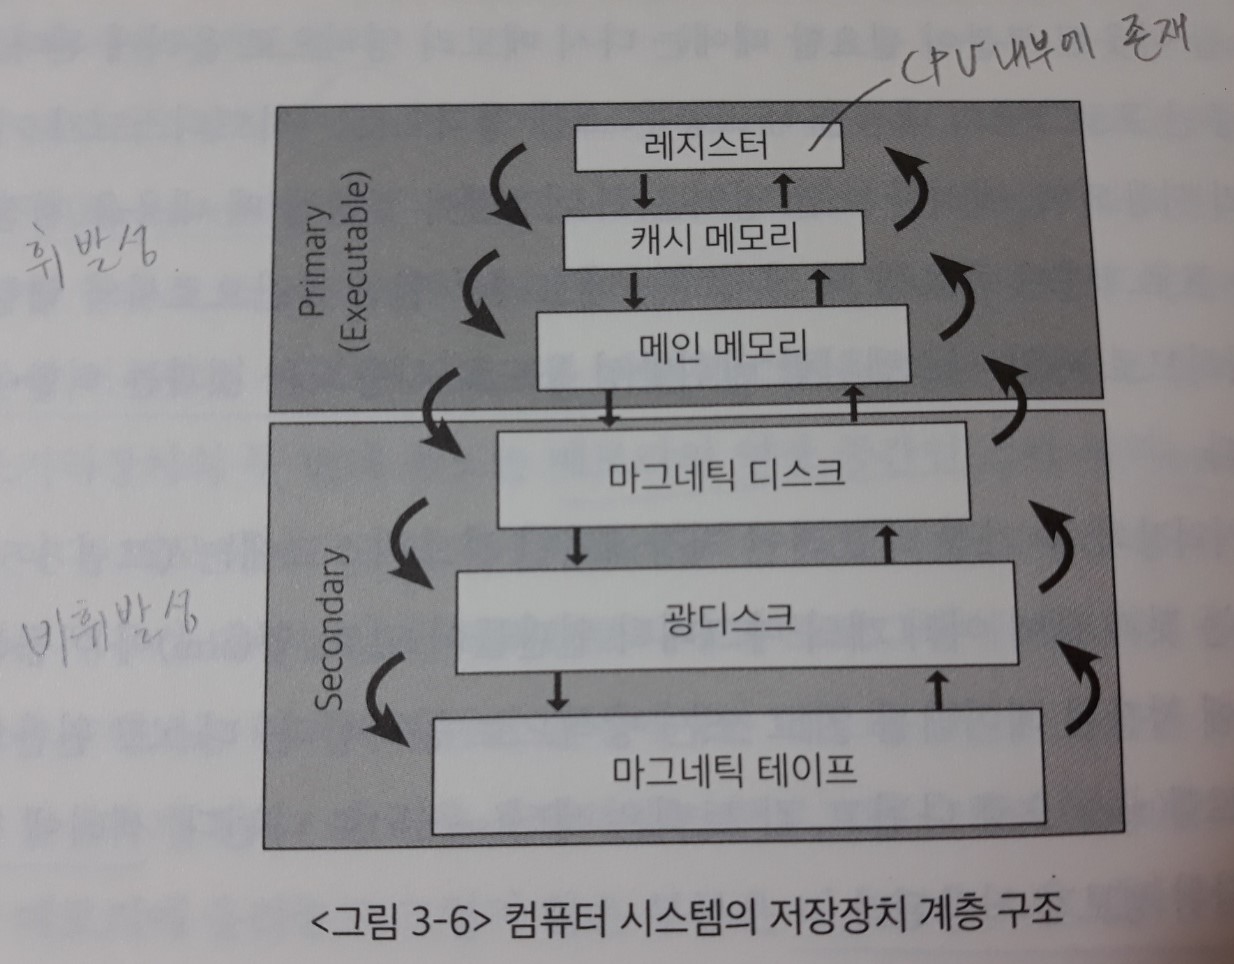 CPU 내부에 존재
레지스터
캐시 메모리
메인 메모리
Primary
(Executable)
휘발성
마그네틱 디스크
광디스크
마그네틱 테이프
Secondary
비휘발성
<그림 3-6> 컴퓨터 시스템의 저장장치 계층 구조